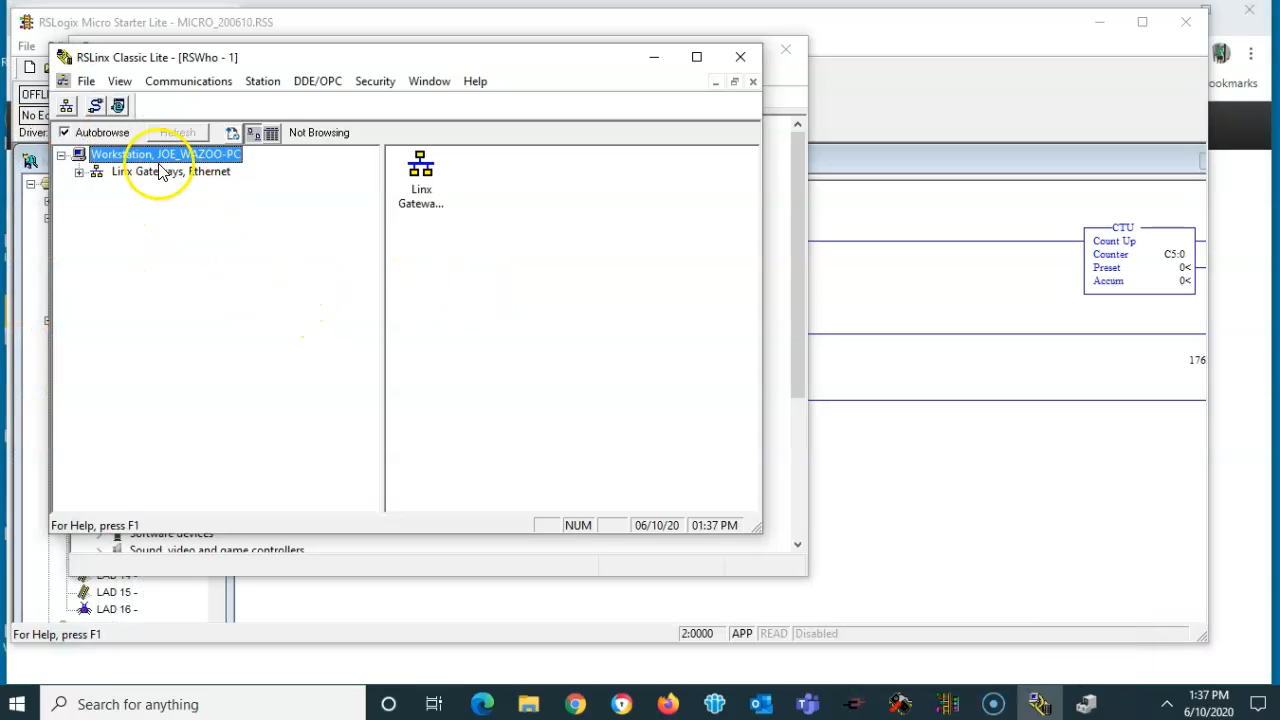 RSLogix Micro Starter Lite - MICRO_200610.RSS
File
RSLinx Classic Lite - [RSWho - 1]
File View Communications Station DDE/OPC Security Window Help
ookmarks
OFFL
No Ed
Driver
Autobrowse Refresh Not Browsing
Workstation, JOE_WAZOO-PC
Linx Gateways, Ethernet
Linx
Gatewa...
CTU
Count Up
Counter C5:0
Preset 0<
Accum 0<
176
For Help, press F1 NUM 06/10/20 01:37 PM
Software devices
Sound, video and game controllers
LAD 14 -
LAD 15 -
LAD 16 -
For Help, press F1 2:0000 APP READ Disabled
Search for anything
1:37 PM
6/10/2020